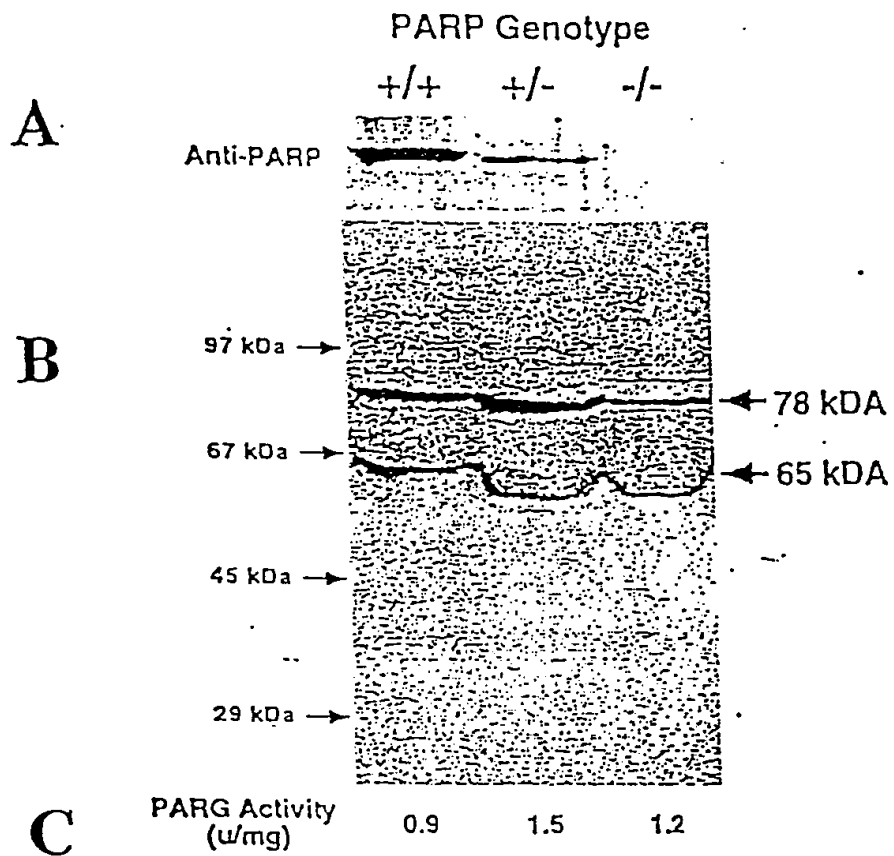 PARP Genotype
+/+ +/- -/-
A
Anti-PARP
B
97 kDa
78 kDA
67 kDa
65 kDA
45 kDa
29 kDa
C
PARG Activity
(u/mg)
0.9 1.5 1.2